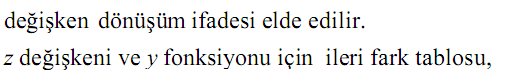 değişken dönüşüm ifadesi elde edilir.
z değişkeni ve y fonksiyonu için ileri fark tablosu,